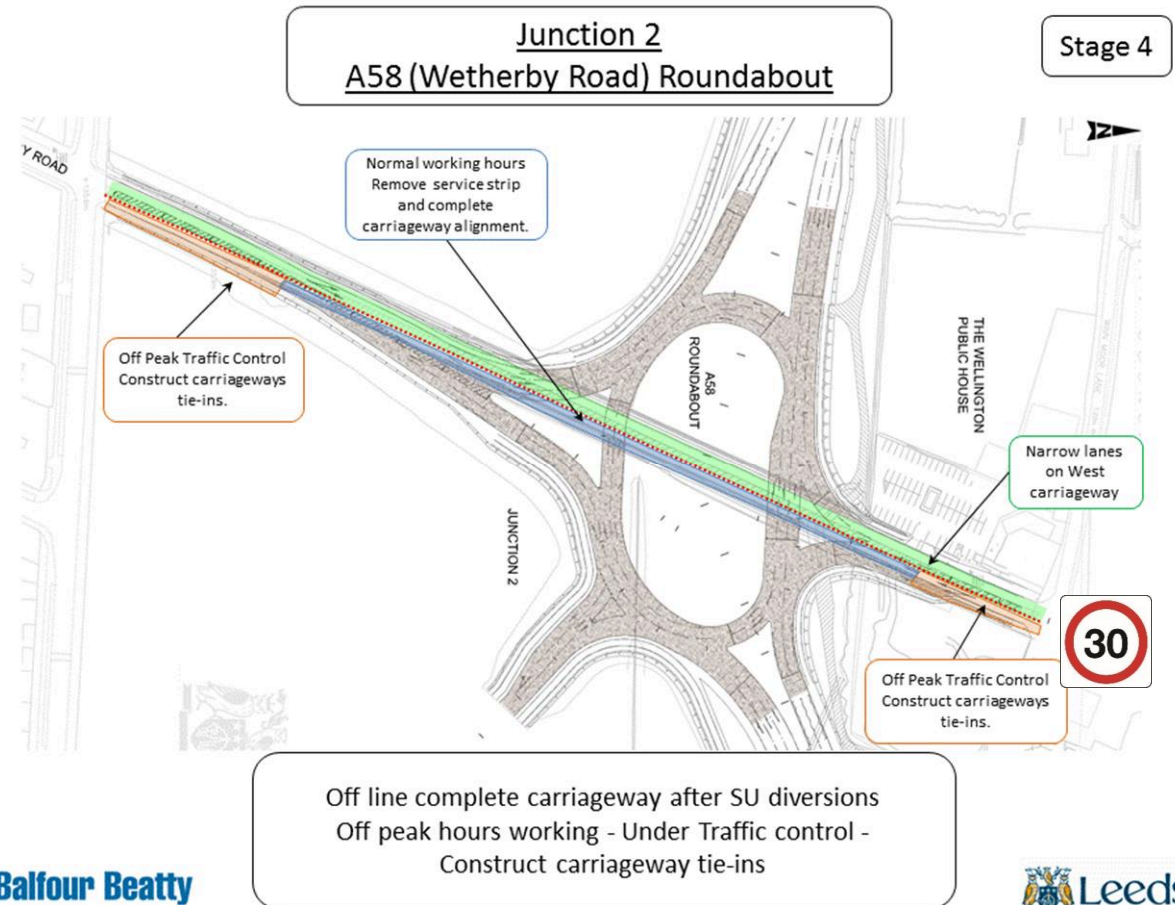 Junction 2
A58 (Wetherby Road) Roundabout
Stage 4
N
Y ROAD
Normal working hours
Remove service strip
and complete
carriageway alignment.
Off Peak Traffic Control
Construct carriageways
tie-ins.
A58
ROUNDABOUT
THE WELLINGTON
PUBLIC HOUSE
JUNCTION 2
Narrow lanes
on West
carriageway
30
Off Peak Traffic Control
Construct carriageways
tie-ins.
Off line complete carriageway after SU diversions
Off peak hours working - Under Traffic control -
Construct carriageway tie-ins
Balfour Beatty
Leeds